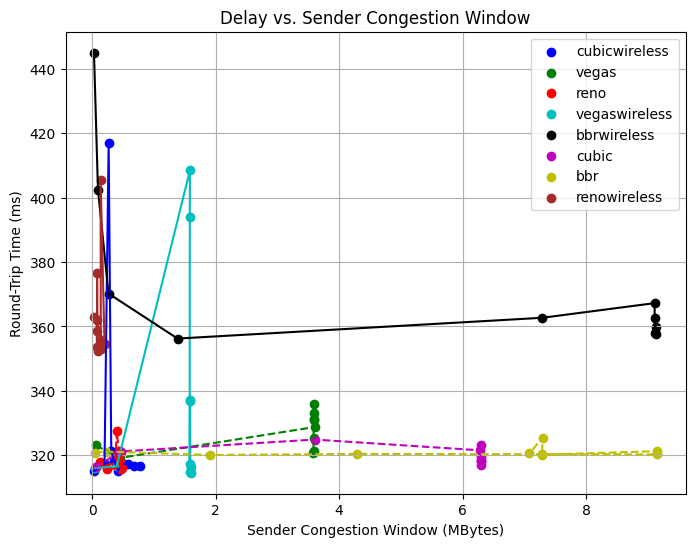 Delay vs. Sender Congestion Window
Round-Trip Time (ms)
440
420
400
380
360
340
320
0
2
4
6
8
Sender Congestion Window (MBytes)
cubicwireless
vegas
reno
vegaswireless
bbrwireless
cubic
bbr
renowireless